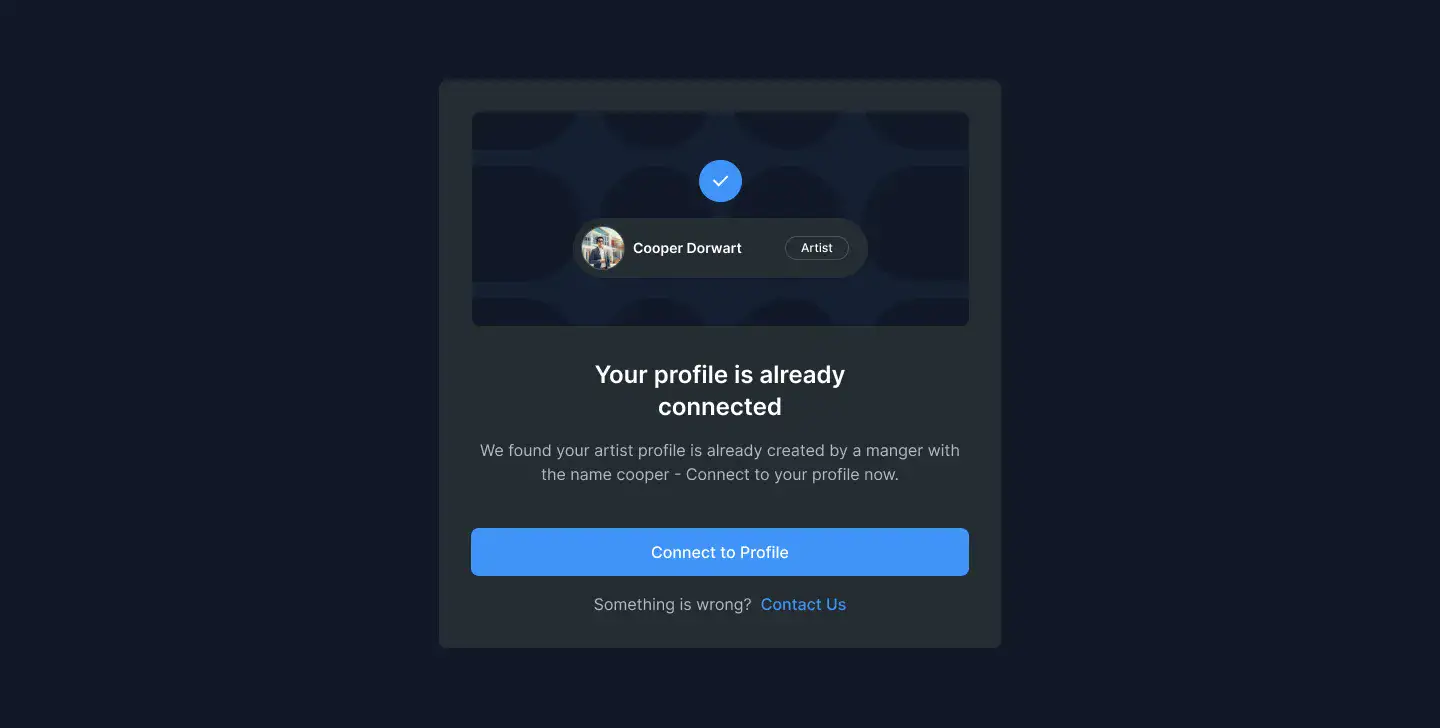 Cooper Dorwart Artist
Your profile is already
connected
We found your artist profile is already created by a manger with
the name cooper - Connect to your profile now.
Connect to Profile
Something is wrong? Contact Us